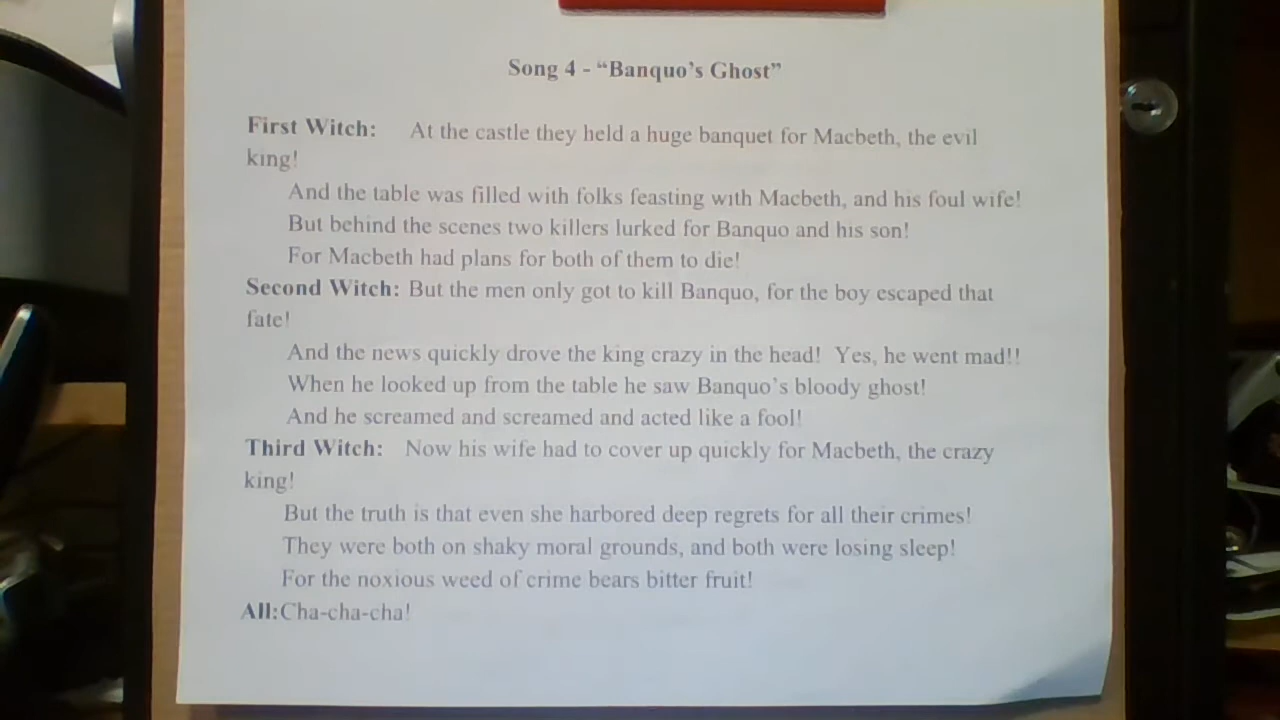 Song 4 - “Banquo’s Ghost”
First Witch: At the castle they held a huge banquet for Macbeth, the evil
king!
And the table was filled with folks feasting with Macbeth, and his foul wife!
But behind the scenes two killers lurked for Banquo and his son!
For Macbeth had plans for both of them to die!
Second Witch: But the men only got to kill Banquo, for the boy escaped that
fate!
And the news quickly drove the king crazy in the head! Yes, he went mad!!
When he looked up from the table he saw Banquo’s bloody ghost!
And he screamed and screamed and acted like a fool!
Third Witch: Now his wife had to cover up quickly for Macbeth, the crazy
king!
But the truth is that even she harbored deep regrets for all their crimes!
They were both on shaky moral grounds, and both were losing sleep!
For the noxious weed of crime bears bitter fruit!
All:Cha-cha-cha!